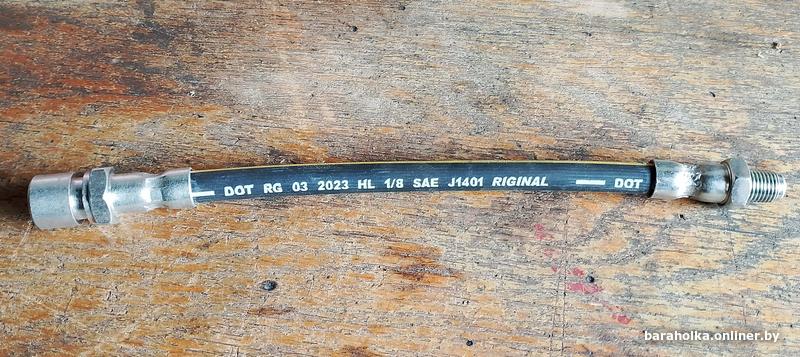 DOT RG 03 2023 HL 1/8 SAE J1401 RIGINAL DOT
baraholka.onliner.by